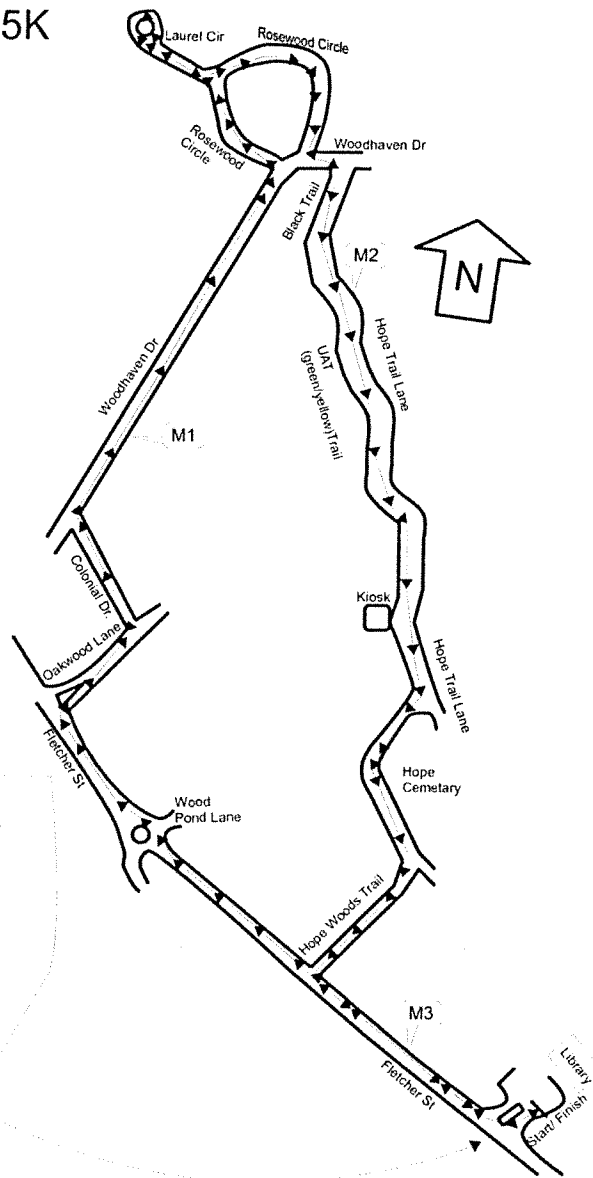 5K
Laurel Cir
Rosewood Circle
Rosewood
Circle
Woodhaven Dr
Black Trail
N
M2
Hope Trail Lane
UAT
(green/yellow)Trail
Woodhaven Dr
M1
Colonial Dr.
Kiosk
Oakwood Lane
Hope Trail Lane
Fletcher St
Hope
Cemetary
Wood
Pond Lane
Hope Woods Trail
M3
Fletcher St
Library
Start/ Finish